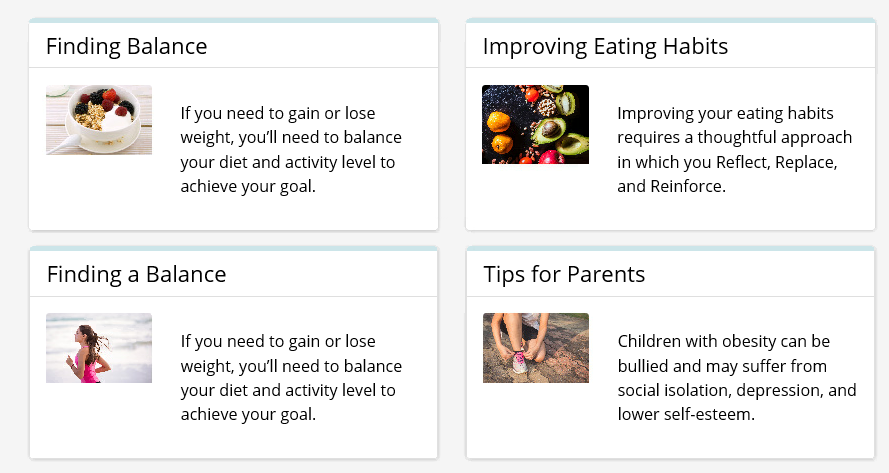 Finding Balance
If you need to gain or lose
weight, you’ll need to balance
your diet and activity level to
achieve your goal.
Improving Eating Habits
Improving your eating habits
requires a thoughtful approach
in which you Reflect, Replace,
and Reinforce.
Finding a Balance
If you need to gain or lose
weight, you’ll need to balance
your diet and activity level to
achieve your goal.
Tips for Parents
Children with obesity can be
bullied and may suffer from
social isolation, depression, and
lower self-esteem.